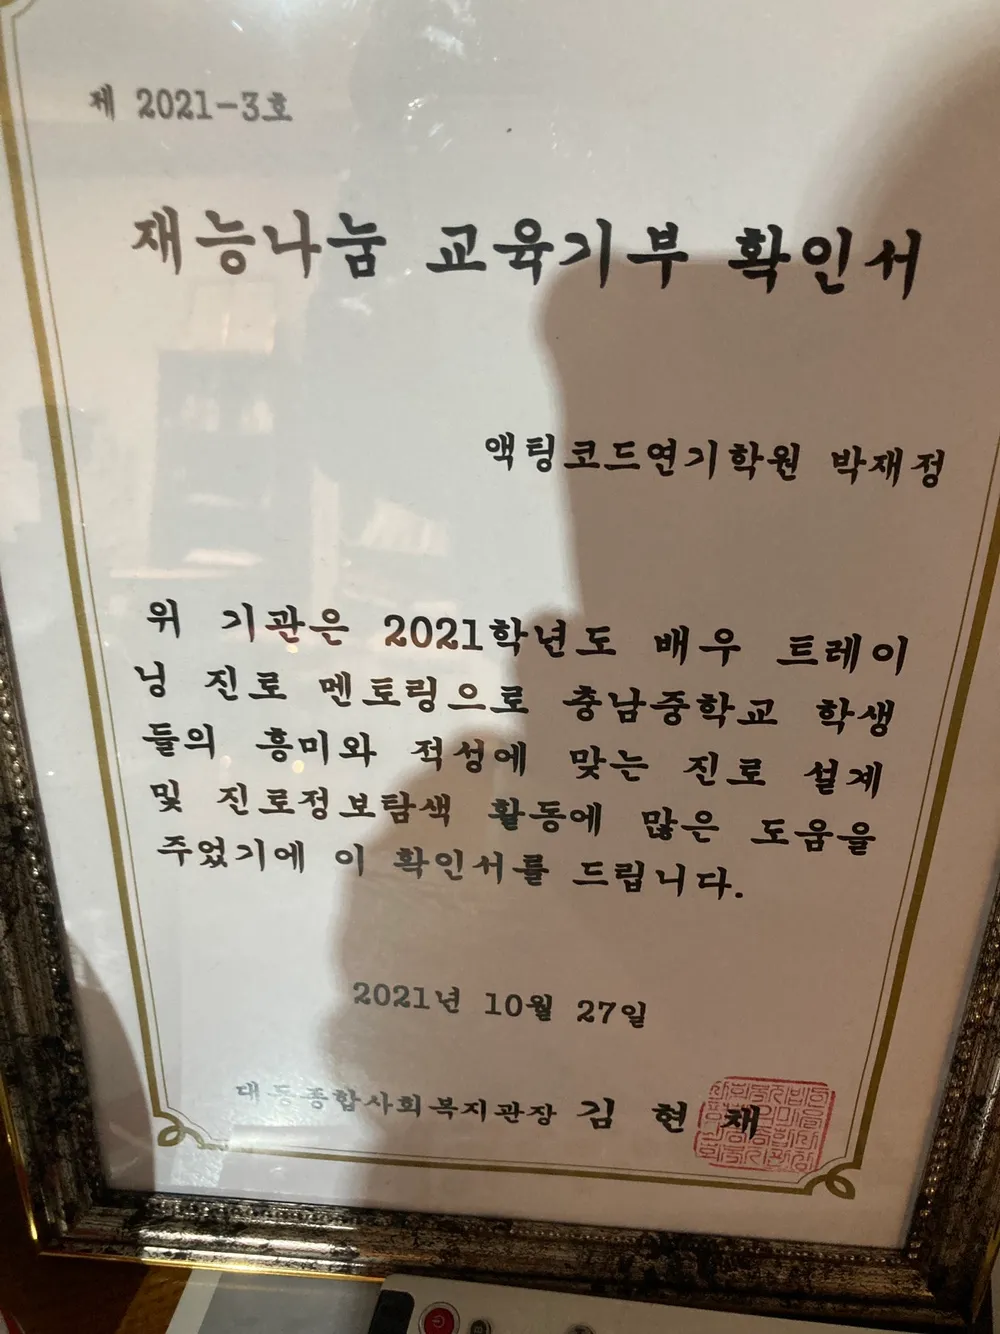 제 2021-3호
재능나눔 교육기부 확인서
액팅코드연기학원 박재정
위 기관은 2021학년도 배우 트레이
닝 진로 멘토링으로 충남중학교 학생
들의 흥미와 적성에 맞는 진로 설계
및 진로정보탐색 활동에 많은 도움을
주었기에 이 확인서를 드립니다.
2021년 10월 27일
대동종합사회복지관장 김 현 채